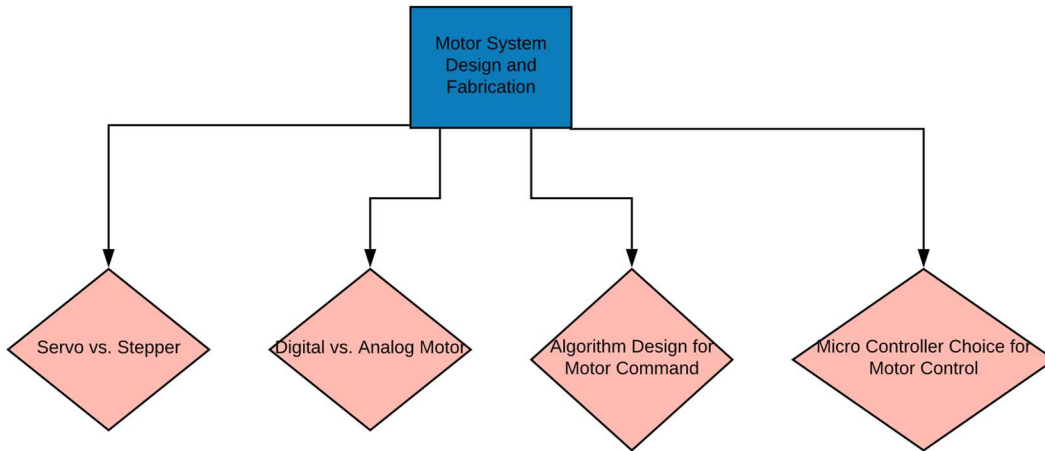 Motor System
Design and
Fabrication
Servo vs. Stepper
Digital vs. Analog Motor
Algorithm Design for
Motor Command
Micro Controller Choice for
Motor Control